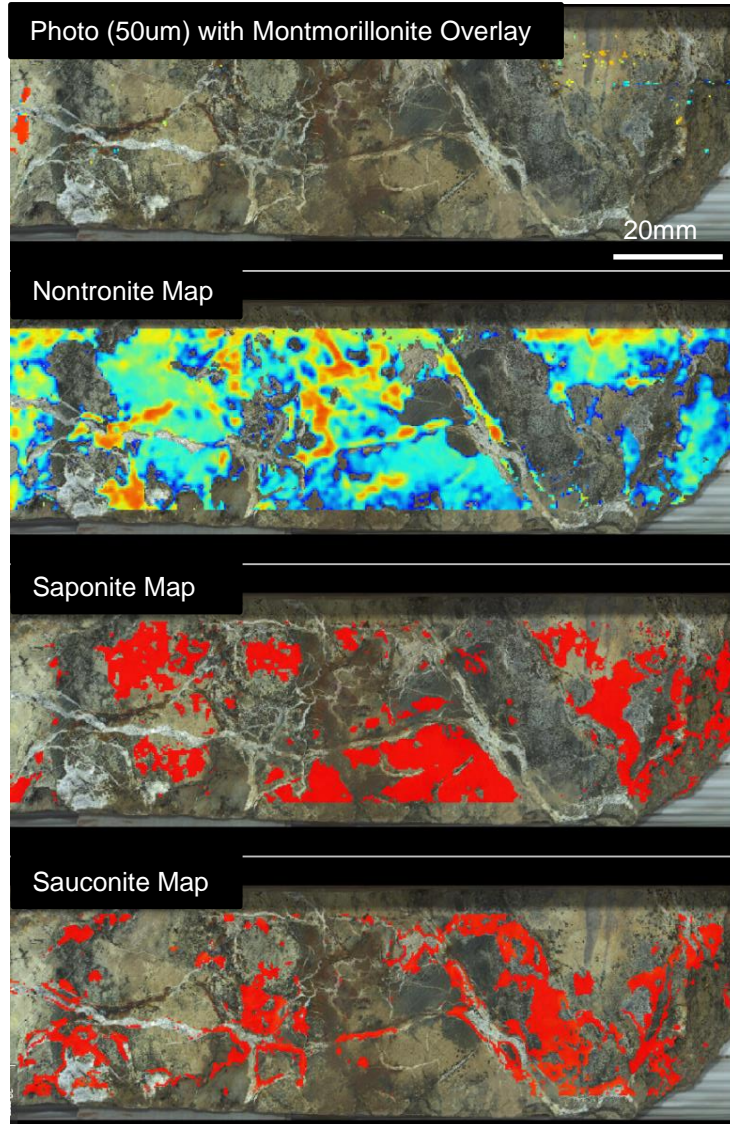 Photo (50um) with Montmorillonite Overlay
20mm
Nontronite Map
Saponite Map
Sauconite Map